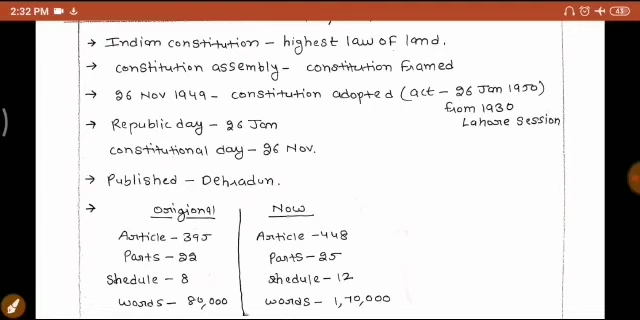 2:32 PM
43
→ Indian constitution - highest law of land.
→ constitution assembly - constitution framed
→ 26 Nov 1949 - constitution adopted (act - 26 Jan 1950)
from 1930
Lahore session
→ Republic day - 26 Jan
constitutional day - 26 Nov.
→ Published - Dehradun.
→ origional Now
Article - 395 Article - 448
Parts - 22 Parts - 25
Shedule - 8 shedule - 12
words - 80,000 words - 1,70,000